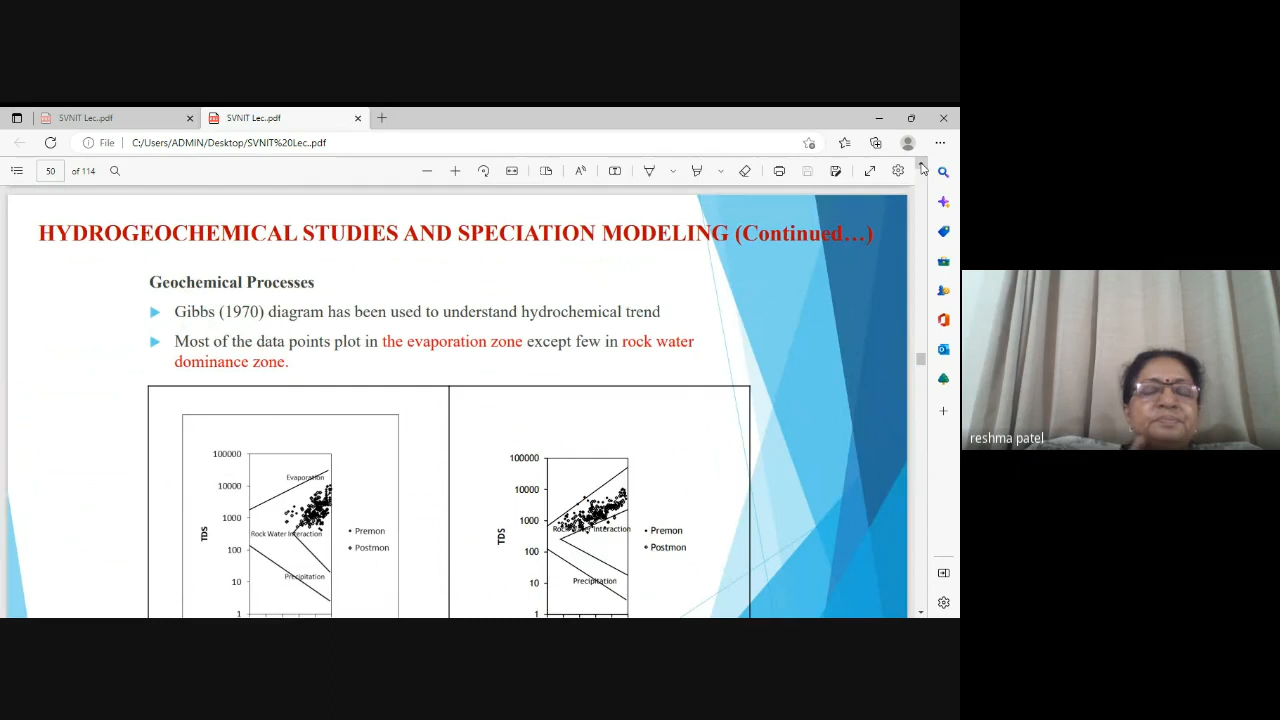 SVNIT Lec..pdf
SVNIT Lec..pdf
File
C:/Users/ADMIN/Desktop/SVNIT%20Lec..pdf
50
of 114
HYDROGEOCHEMICAL STUDIES AND SPECIATION MODELING (Continued…)
Geochemical Processes
Gibbs (1970) diagram has been used to understand hydrochemical trend
Most of the data points plot in the evaporation zone except few in rock water
dominance zone.
100000
10000
1000
100
10
1
TDS
Evaporation
Rock Water Interaction
Precipitation
Premon
Postmon
100000
10000
1000
100
10
1
TDS
Precipitation
Premon
Postmon
reshma patel